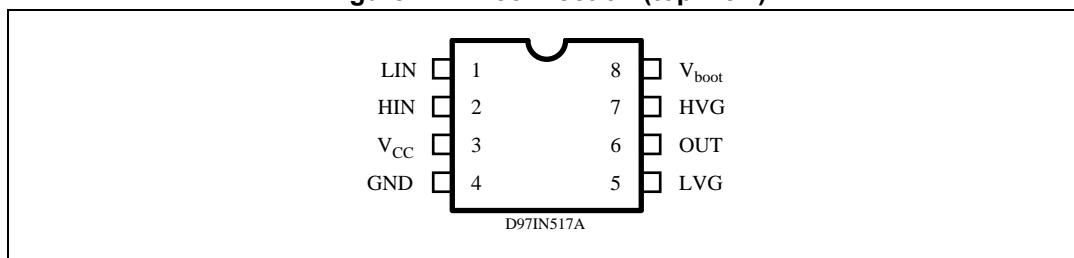 LIN 1 8 Vboot
HIN 2 7 HVG
VCC 3 6 OUT
GND 4 5 LVG
D97IN517A